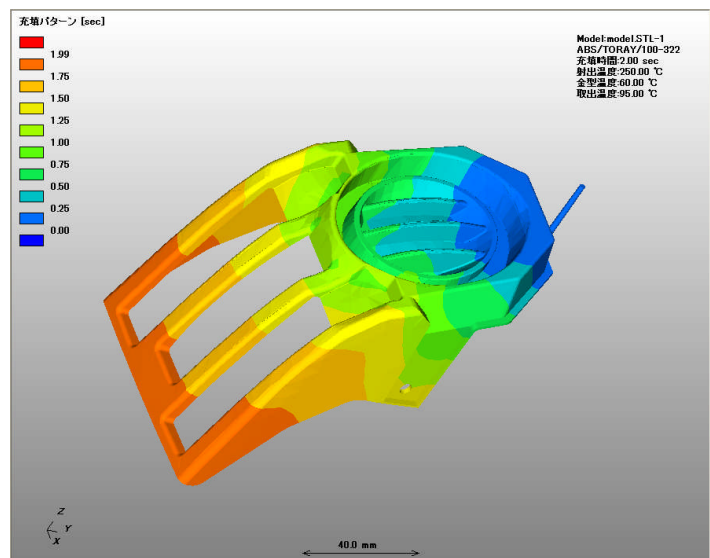 充填パターン [sec]
1.99
1.75
1.50
1.25
1.00
0.75
0.50
0.25
0.00
Model:model.STL-1
ABS/TORAY/100-322
充填時間:2.00 sec
射出温度:250.00 ℃
金型温度:60.00 ℃
取出温度:95.00 ℃
Z
Y
X
40.0 mm